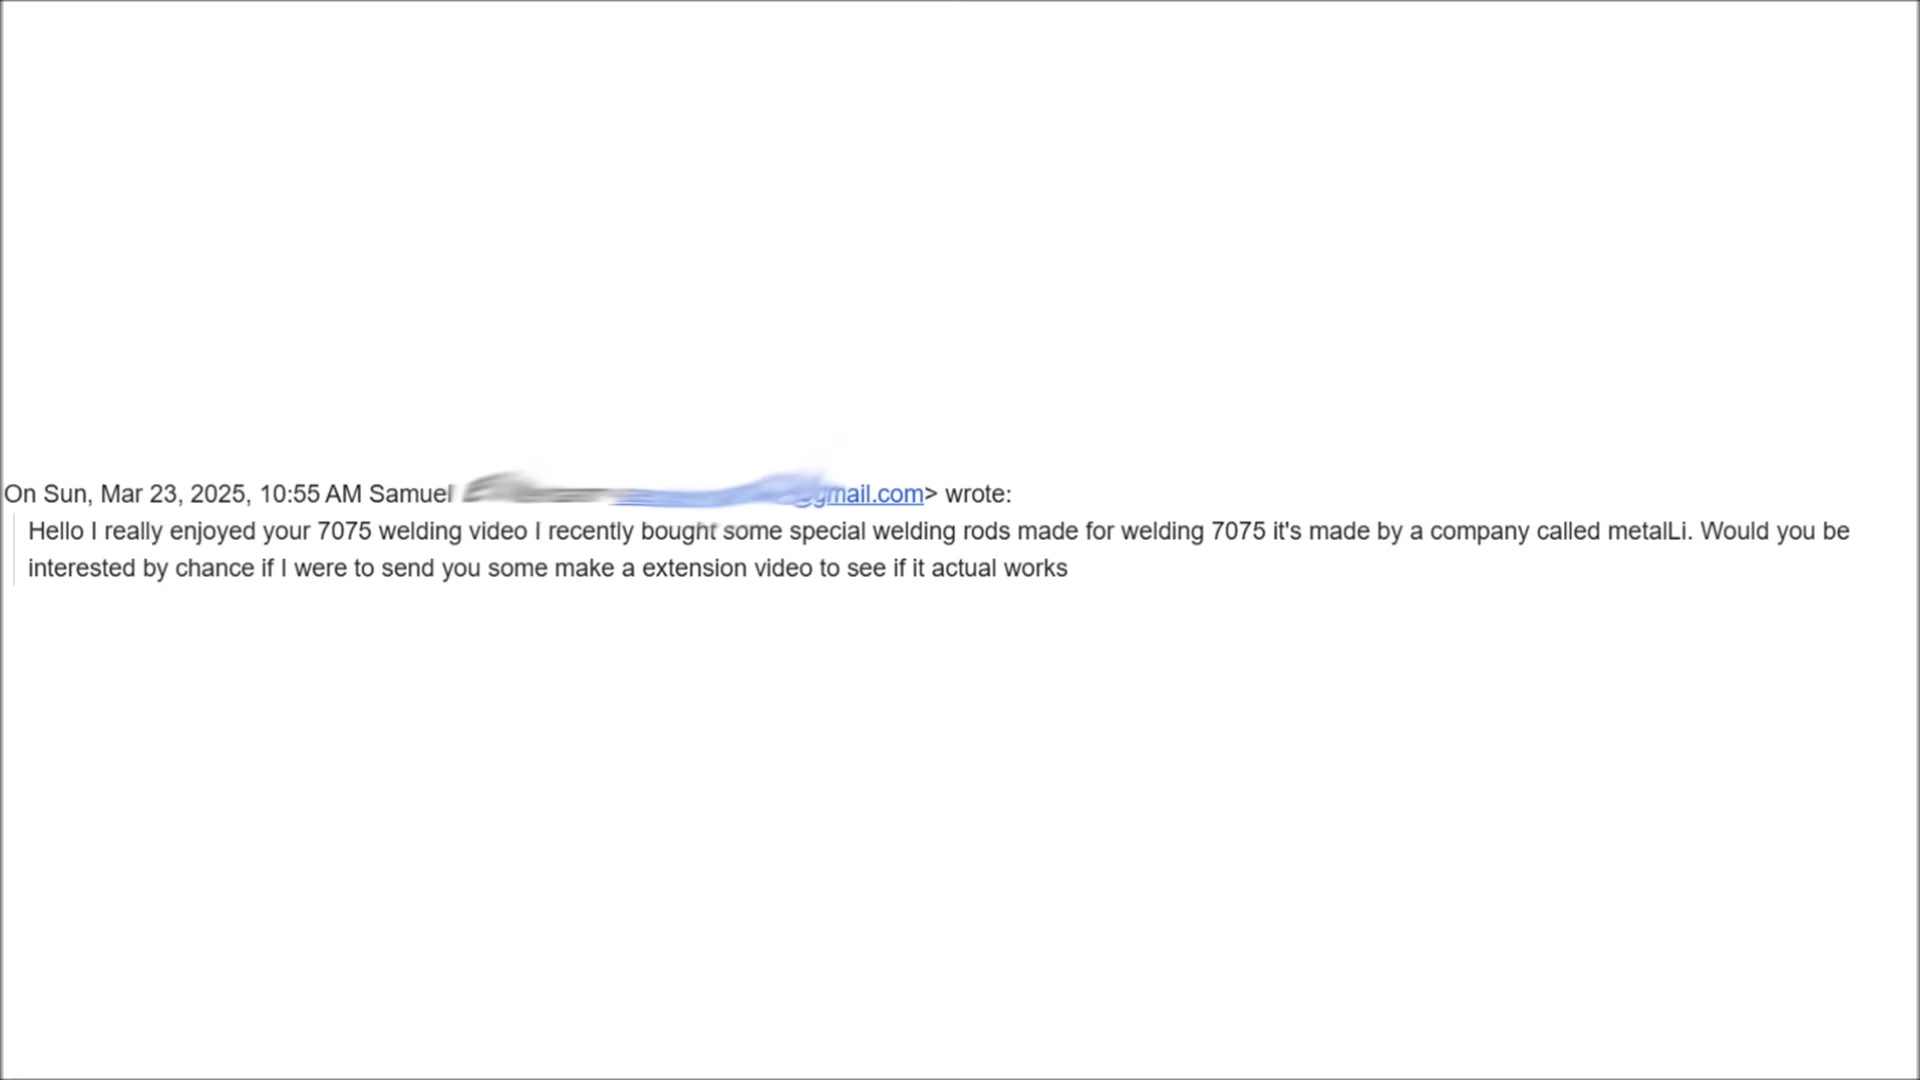 On Sun, Mar 23, 2025, 10:55 AM Samuel @gmail.com> wrote:
Hello I really enjoyed your 7075 welding video I recently bought some special welding rods made for welding 7075 it's made by a company called metalLi. Would you be
interested by chance if I were to send you some make a extension video to see if it actual works